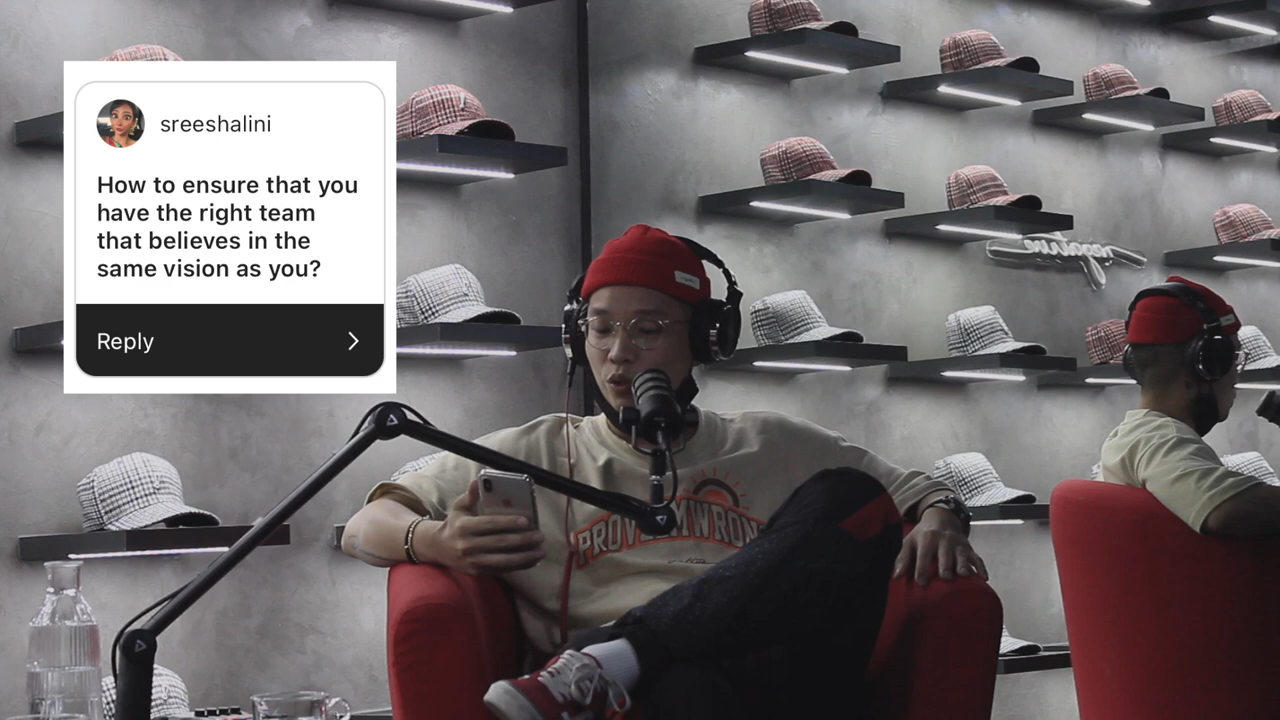 sreeshalini
How to ensure that you
have the right team
that believes in the
same vision as you?
Reply
PROVEMWRONG